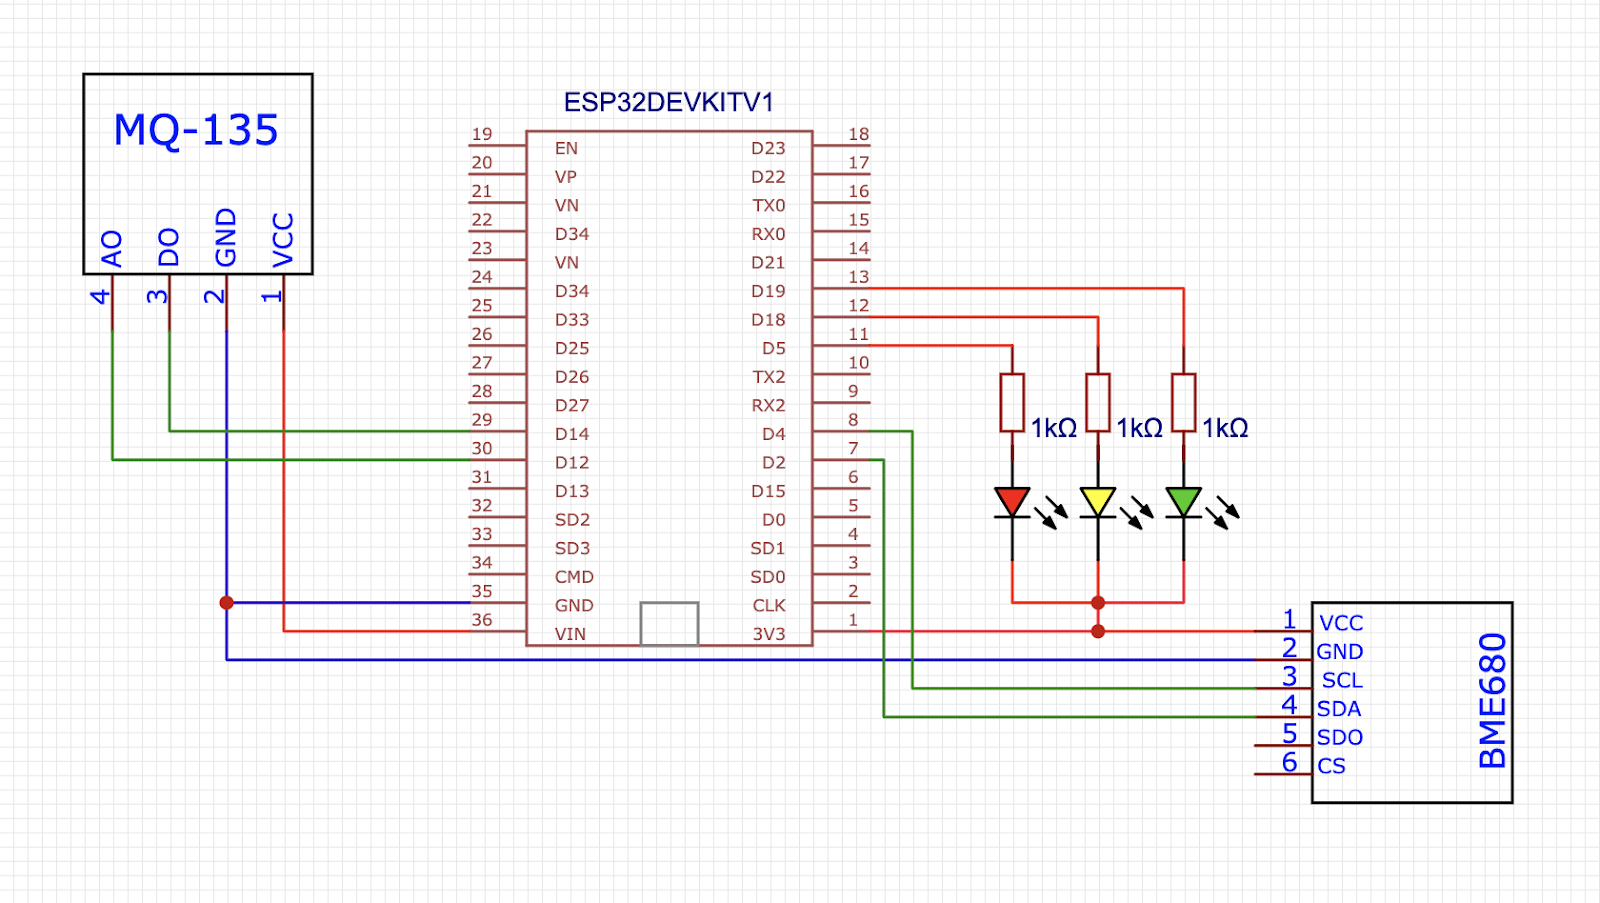 MQ-135
AO
DO
GND
VCC
4
3
2
1
ESP32DEVKITV1
19 EN
20 VP
21 VN
22 D34
23 VN
24 D34
25 D33
26 D25
27 D26
28 D27
29 D14
30 D12
31 D13
32 SD2
33 SD3
34 CMD
35 GND
36 VIN
D23 18
D22 17
TX0 16
RX0 15
D21 14
D19 13
D18 12
D5 11
TX2 10
RX2 9
D4 8
D2 7
D15 6
D0 5
SD1 4
SD0 3
CLK 2
3V3 1
1kΩ
1kΩ
1kΩ
1 VCC
2 GND
3 SCL
4 SDA
5 SDO
6 CS
BME680